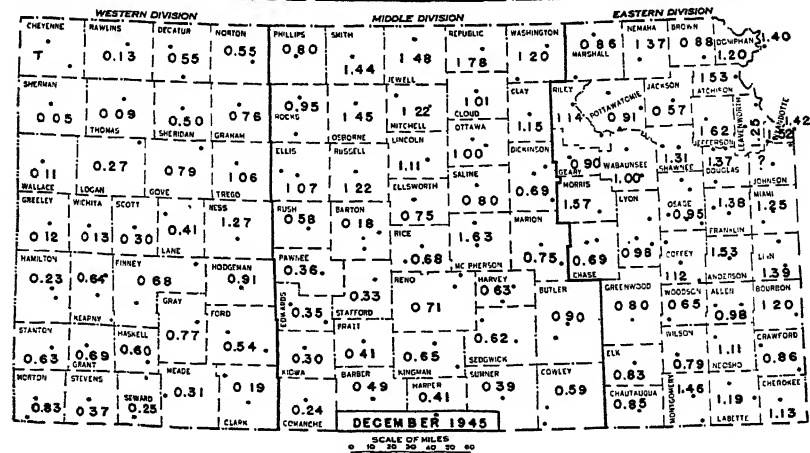 WESTERN DIVISION MIDDLE DIVISION EASTERN DIVISION
CHEYENNE RAWLINS DECATUR NORTON PHILLIPS SMITH REPUBLIC WASHINGTON NEMAHA BROWN DONIPHAN
T 0.13 0.55 0.55 0.80 1.44 1.48 1.78 1.20 0.86 1.37 0.88 1.20 1.40
JEWELL MARSHALL
SHERMAN ROCKS CLAY RILEY POTTAWATOMIE JACKSON ATCHISON
0.05 0.09 0.50 0.76 0.95 1.45 1.22 1.01 1.15 1.14 0.91 0.57 1.53
THOMAS SHERIDAN GRAHAM OSBORNE MITCHELL CLOUD
1.62 1.25 1.42
JEFFERSON LEAVENWORTH WYANDOTTE
ELLIS RUSSELL LINCOLN OTTAWA DICKINSON GEARY WABAUNSEE SHAWNEE DOUGLAS
0.11 0.27 0.79 1.06 1.07 1.22 1.11 1.00 0.69 0.90 1.00 1.31 1.37 ?
WALLACE LOGAN GOVE TREGO ELLSWORTH SALINE MORRIS JOHNSON
0.75 0.80 1.57
GREELEY WICHITA SCOTT NESS RUSH BARTON MARION LYON OSAGE MIAMI
0.12 0.13 0.30 0.41 1.27 0.58 0.18 1.63 0.95 1.38 1.25
LANE RICE FRANKLIN
0.68 0.75 0.69 0.98
HAMILTON FINNEY HODGEMAN PAWNEE MC PHERSON CHASE COFFEY
0.23 0.64 0.68 0.91 0.36 1.12 1.53 1.39
KEARNY GRAY STAFFORD RENO HARVEY BUTLER GREENWOOD WOODSON ANDERSON ALLEN LINN BOURBON
0.33 0.71 0.63 0.80 0.65 0.98 1.20
EDWARDS FORD PRATT
0.35 0.90
STANTON HASKELL WILSON CRAWFORD
0.63 0.69 0.60 0.77 0.54 0.30 0.41 0.65 0.62 0.79 1.11 0.86
GRANT KIOWA KINGMAN SEDGWICK ELK NEOSHO
0.83
MORTON STEVENS MEADE BARBER HARPER SUMNER COWLEY CHAUTAUQUA MONTGOMERY CHEROKEE
0.83 0.37 0.25 0.31 0.19 0.24 0.49 0.41 0.39 0.59 0.85 1.46 1.19 1.13
SEWARD CLARK COMANCHE LABETTE
DECEMBER 1945
SCALE OF MILES
0 10 20 30 40 50 60